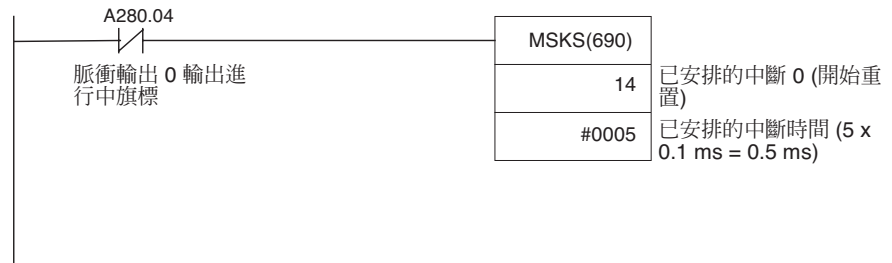 A280.04
MSKS(690)
脈衝輸出 0 輸出進
行中旗標
14
已安排的中斷 0 (開始重
置)
#0005
已安排的中斷時間 (5 x
0.1 ms = 0.5 ms)